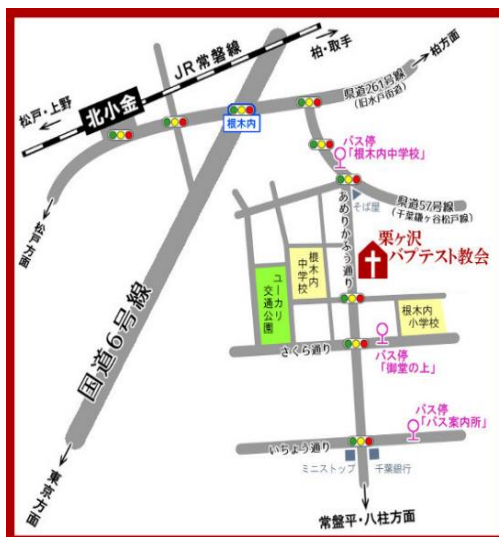 柏・取手
JR常磐線
柏方面
松戸・上野
北小金
県道261号線
(旧水戸街道)
根木内
バス停
「根木内中学校」
松戸方面
そば屋
県道57号線
(千葉鎌ヶ谷松戸線)
あめりかふう通り
栗ヶ沢
バプテスト教会
根木内
中学校
ユーカリ
交通公園
国道6号線
根木内
小学校
さくら通り
バス停
「御堂の上」
バス停
「バス案内所」
いちょう通り
ミニストップ
千葉銀行
東京方面
常盤平・八柱方面